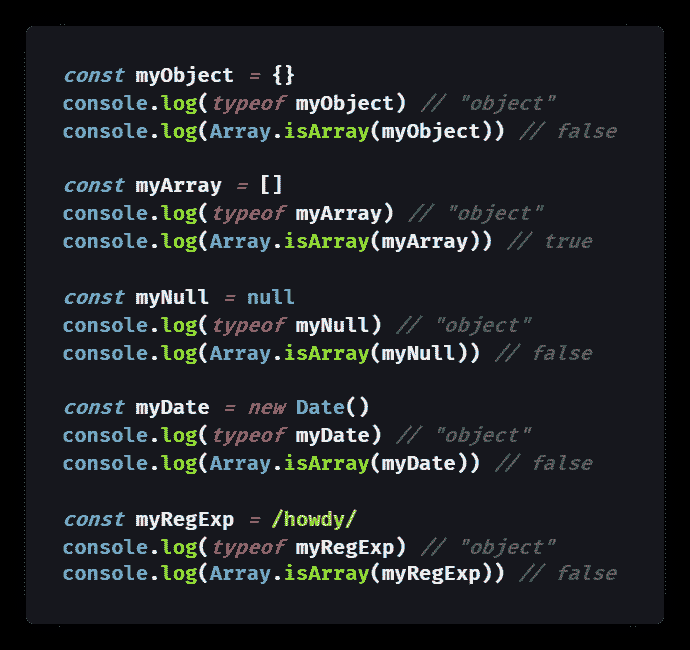 const myObject = {}
console.log(typeof myObject) // "object"
console.log(Array.isArray(myObject)) // false
const myArray = []
console.log(typeof myArray) // "object"
console.log(Array.isArray(myArray)) // true
const myNull = null
console.log(typeof myNull) // "object"
console.log(Array.isArray(myNull)) // false
const myDate = new Date()
console.log(typeof myDate) // "object"
console.log(Array.isArray(myDate)) // false
const myRegExp = /howdy/
console.log(typeof myRegExp) // "object"
console.log(Array.isArray(myRegExp)) // false